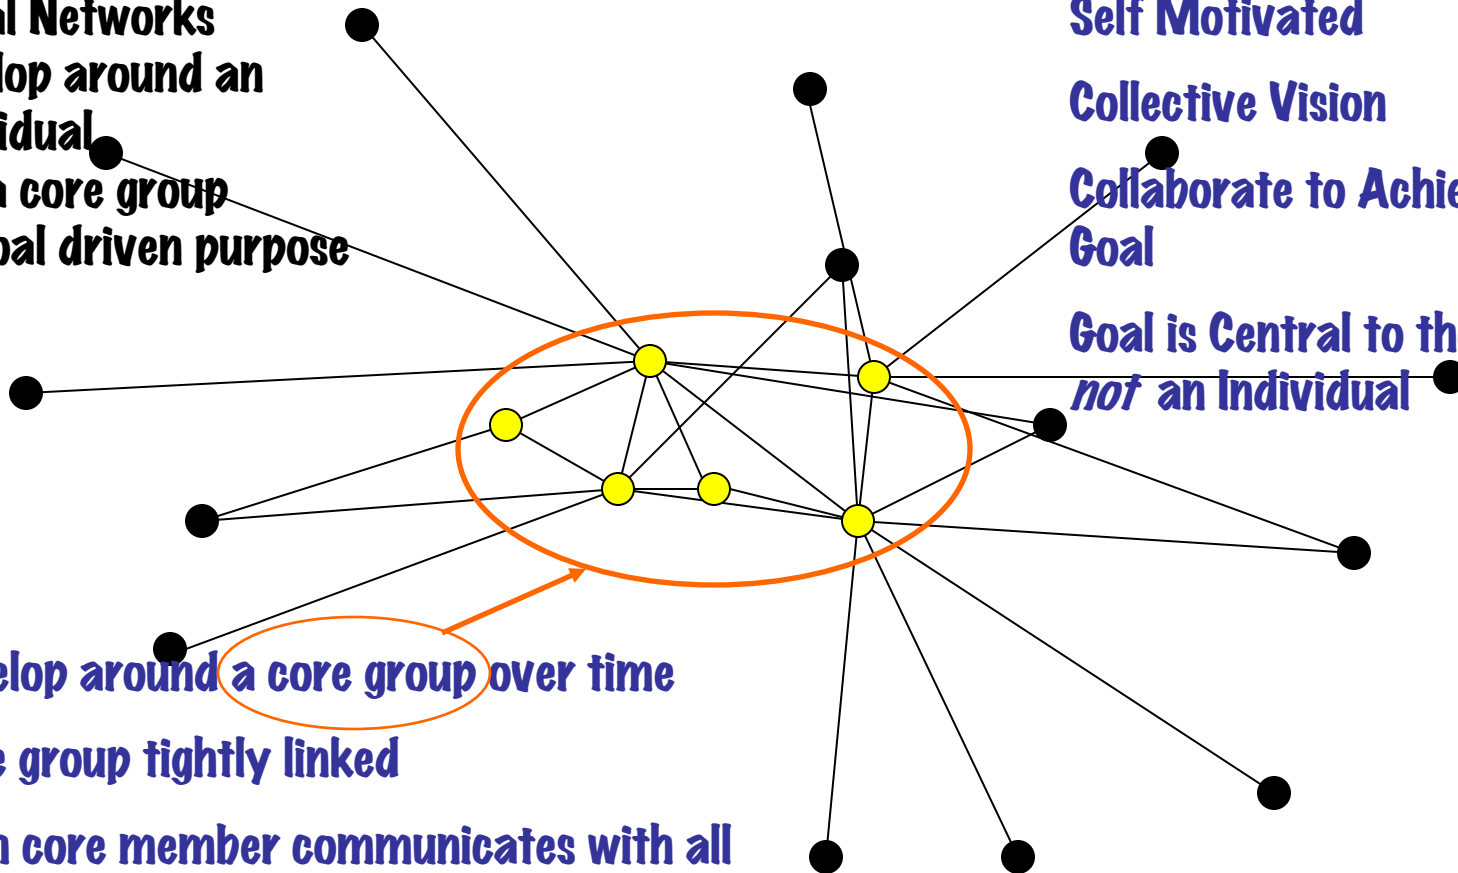 al Networks
lop around an
idual
a core group
oal driven purpose
Self Motivated
Collective Vision
Collaborate to Achie
Goal
Goal is Central to th
not an Individual
elop around a core group over time
e group tightly linked
n core member communicates with all